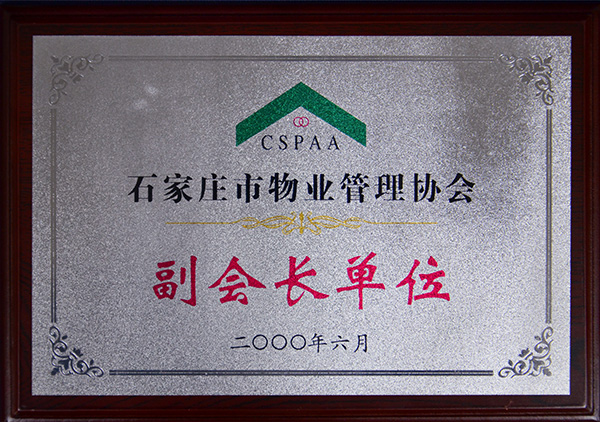 CSPAA
石家庄市物业管理协会
副会长单位
二〇〇〇年六月